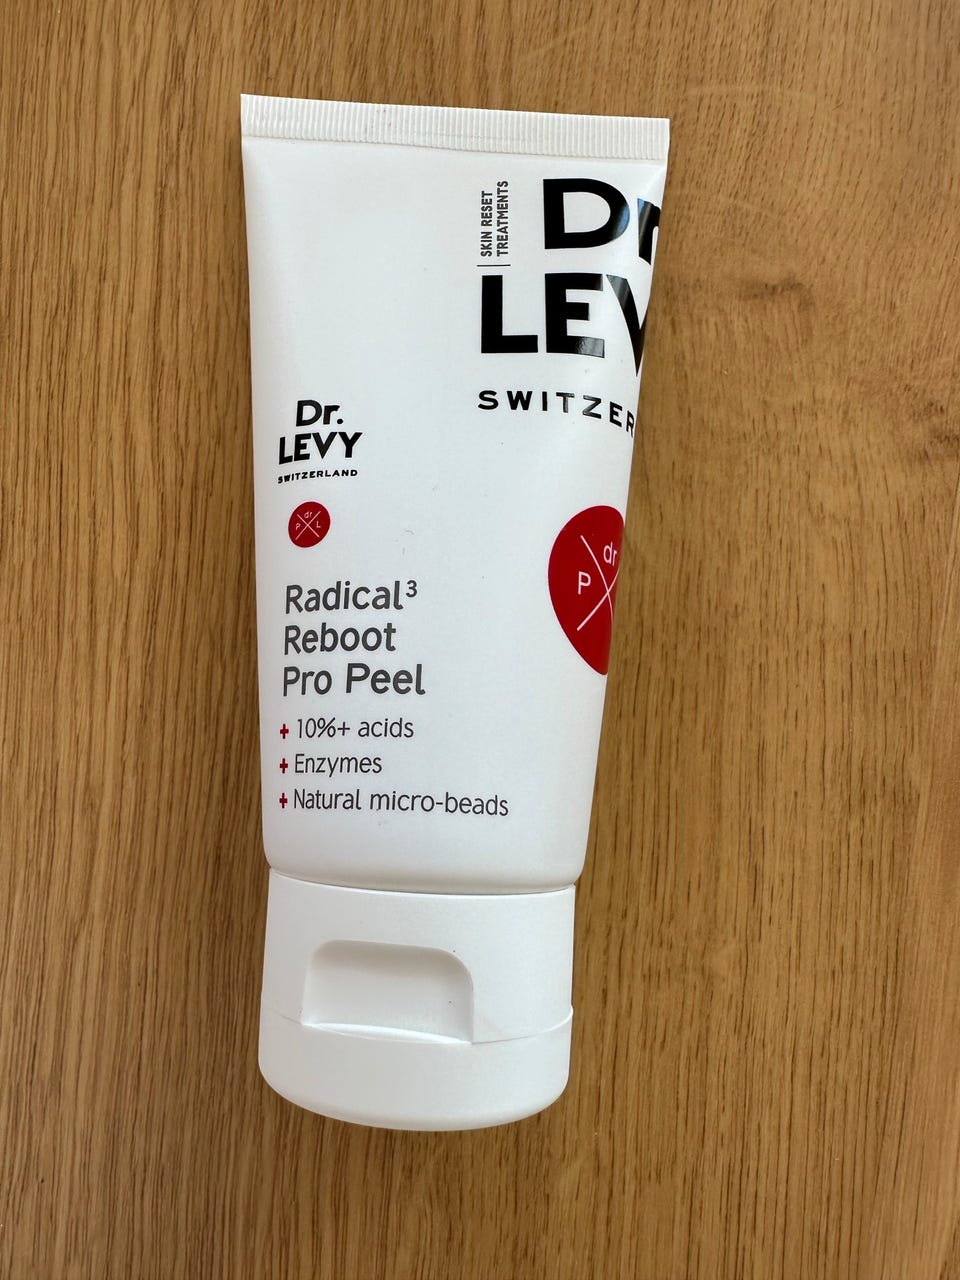 SKIN RESET
TREATMENTS
Dr
LEV
SWITZER
Dr.
LEVY
SWITZERLAND
dr
P L
dr
P
Radical³
Reboot
Pro Peel
+ 10%+ acids
+ Enzymes
+ Natural micro-beads